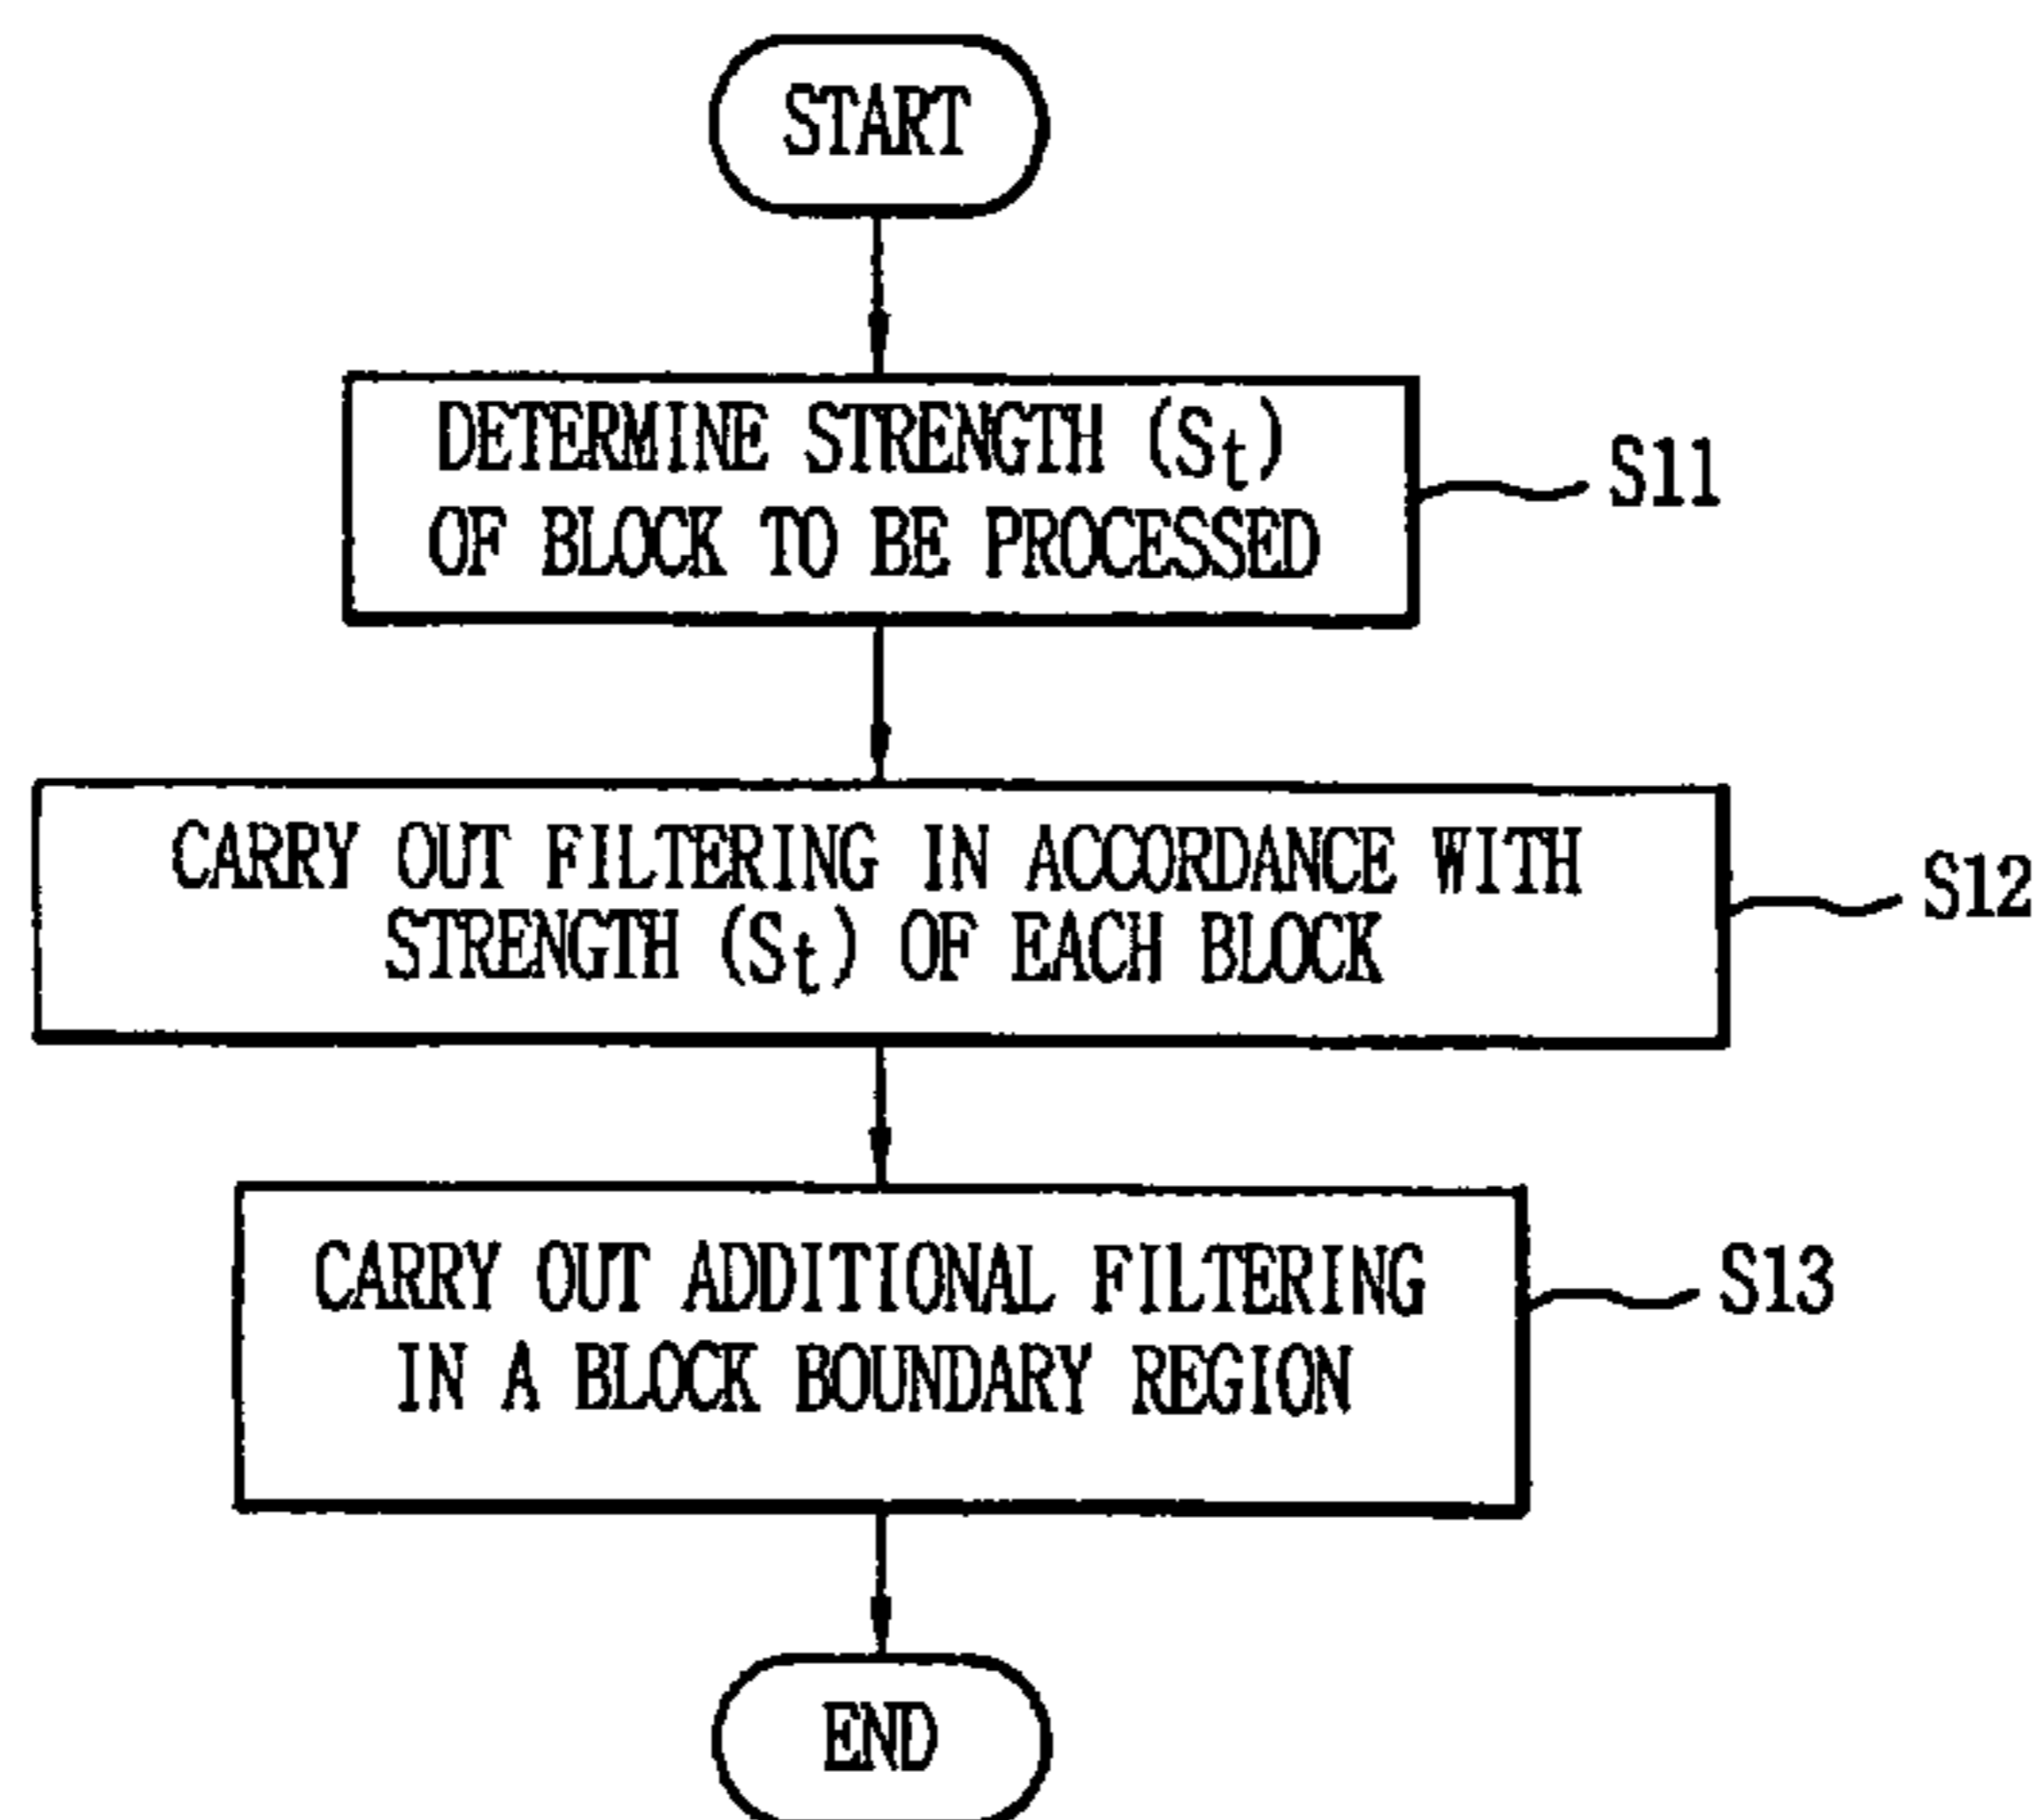 START
DETERMINE STRENGTH (St)
OF BLOCK TO BE PROCESSED
S11
CARRY OUT FILTERING IN ACCORDANCE WITH
STRENGTH (St) OF EACH BLOCK
S12
CARRY OUT ADDITIONAL FILTERING
IN A BLOCK BOUNDARY REGION
S13
END